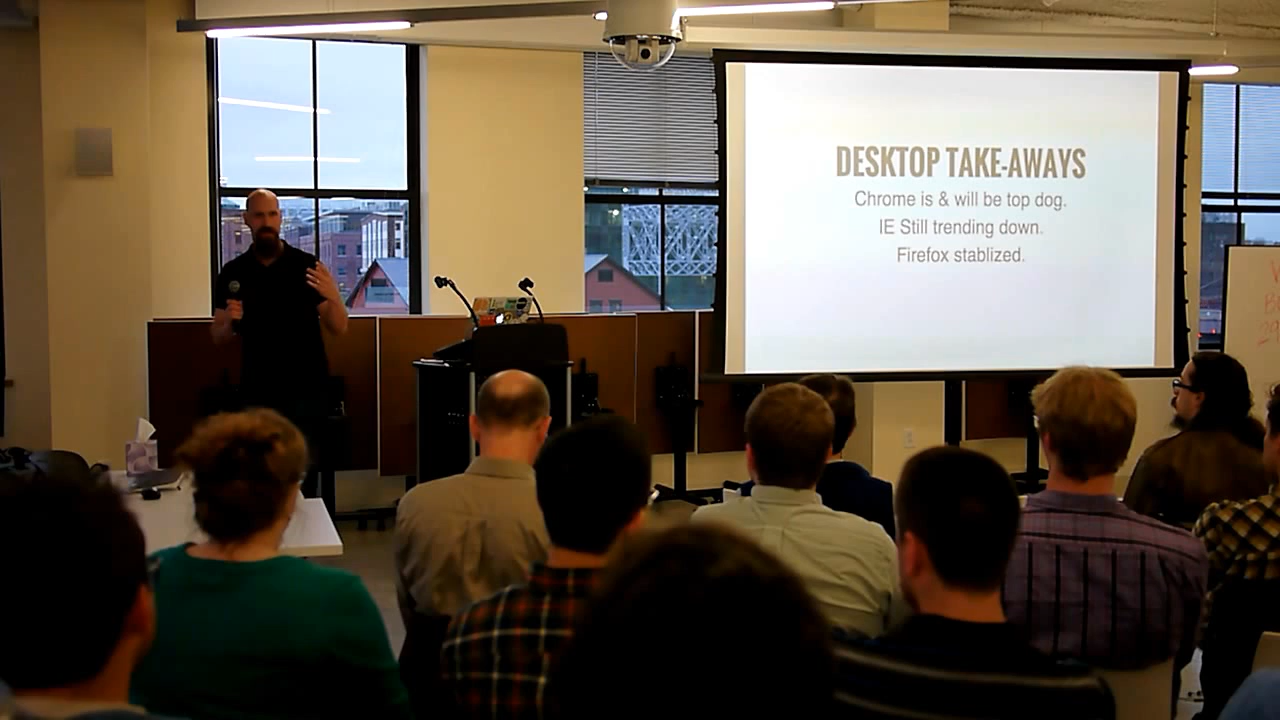 DESKTOP TAKE-AWAYS
Chrome is & will be top dog.
IE Still trending down.
Firefox stablized.